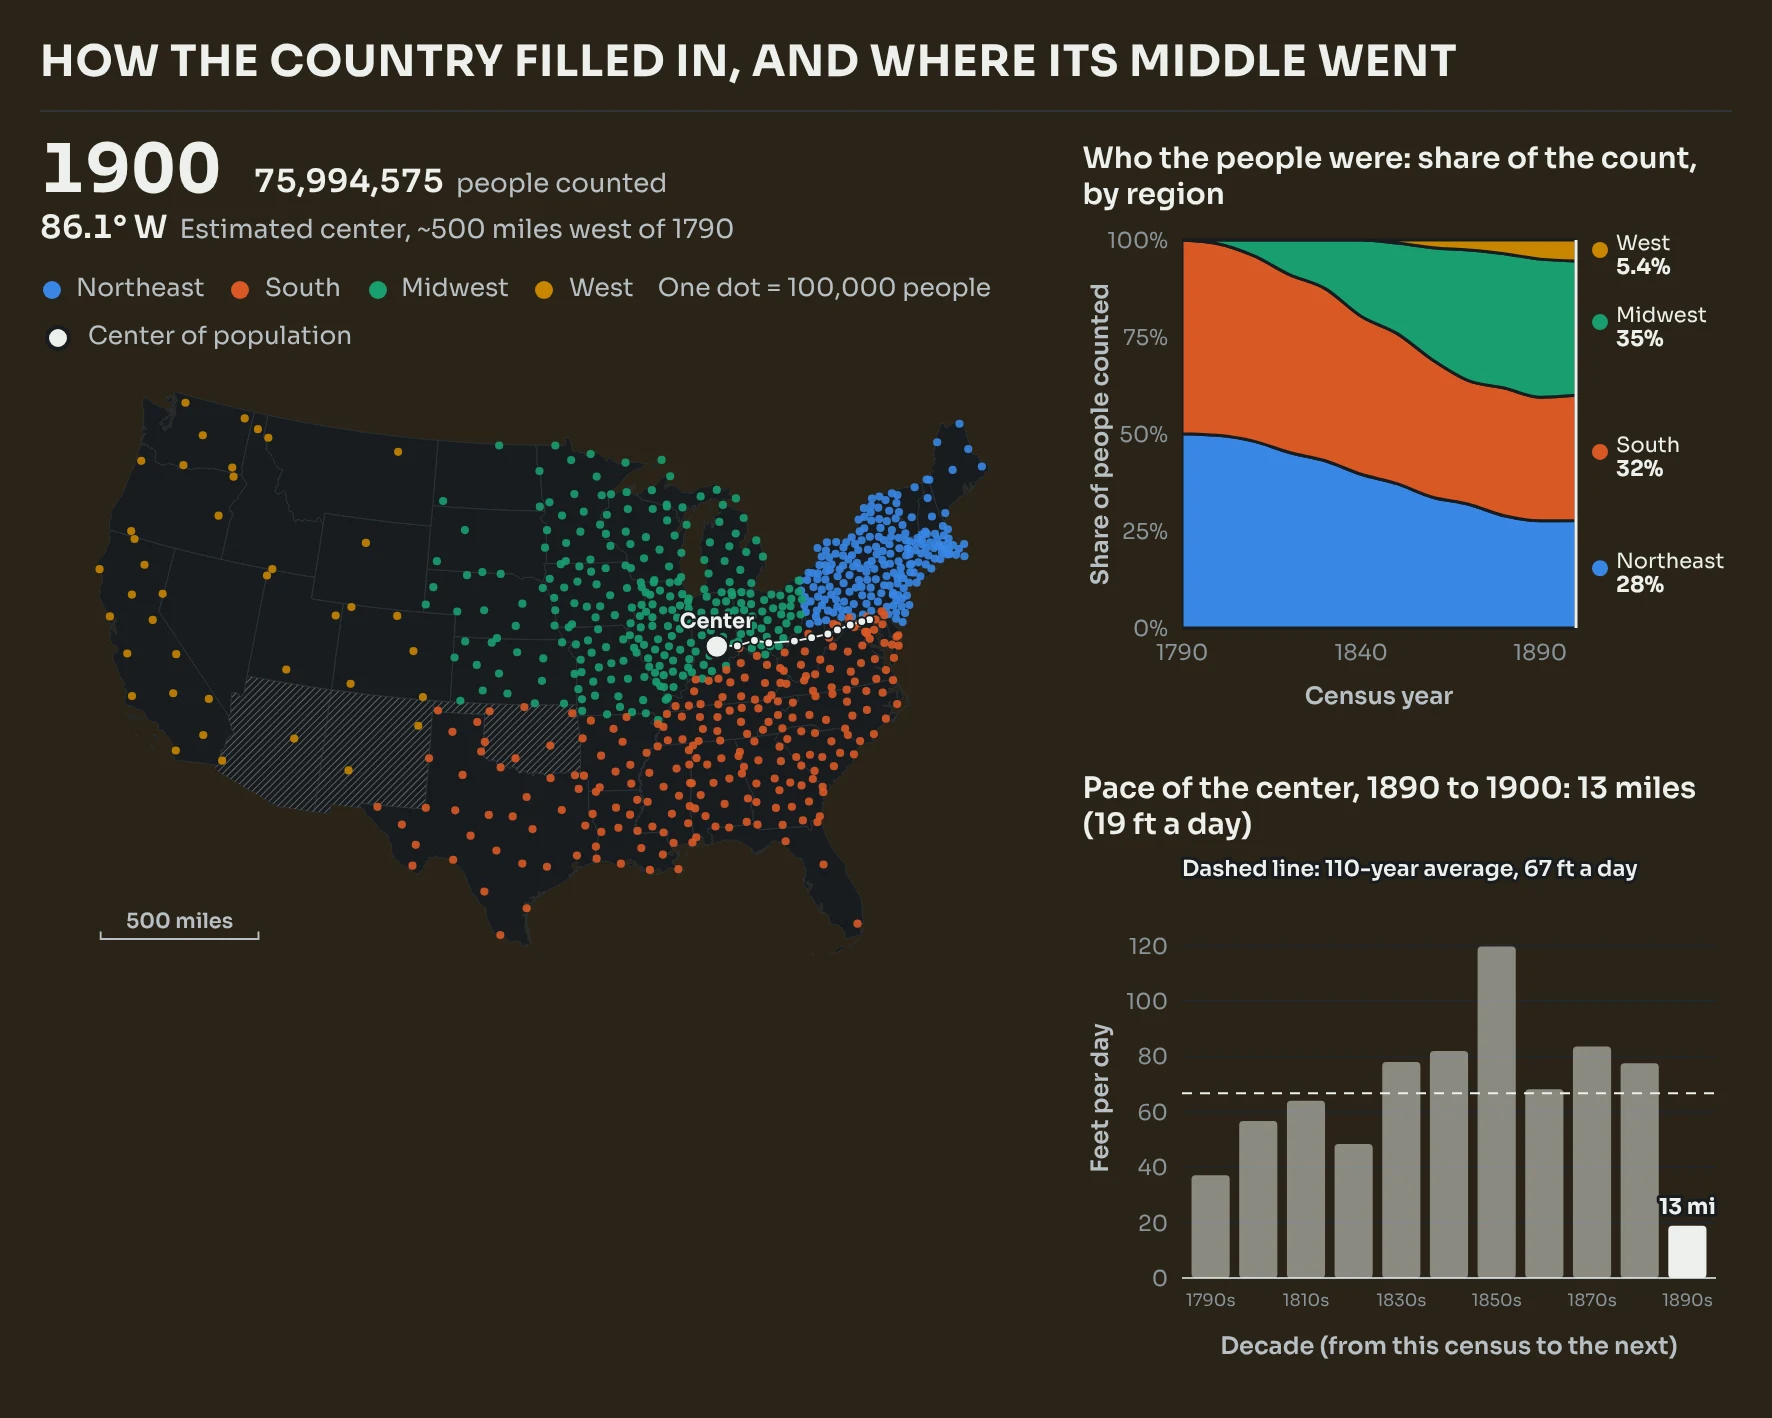 HOW THE COUNTRY FILLED IN, AND WHERE ITS MIDDLE WENT
1900 75,994,575 people counted
86.1° W Estimated center, ~500 miles west of 1790
Northeast South Midwest West One dot = 100,000 people
Center of population
Center
500 miles
Who the people were: share of the count,
by region
Share of people counted
100%
75%
50%
25%
0%
1790 1840 1890
Census year
West
5.4%
Midwest
35%
South
32%
Northeast
28%
Pace of the center, 1890 to 1900: 13 miles
(19 ft a day)
Dashed line: 110-year average, 67 ft a day
Feet per day
120
100
80
60
40
20
0
13 mi
1790s 1810s 1830s 1850s 1870s 1890s
Decade (from this census to the next)